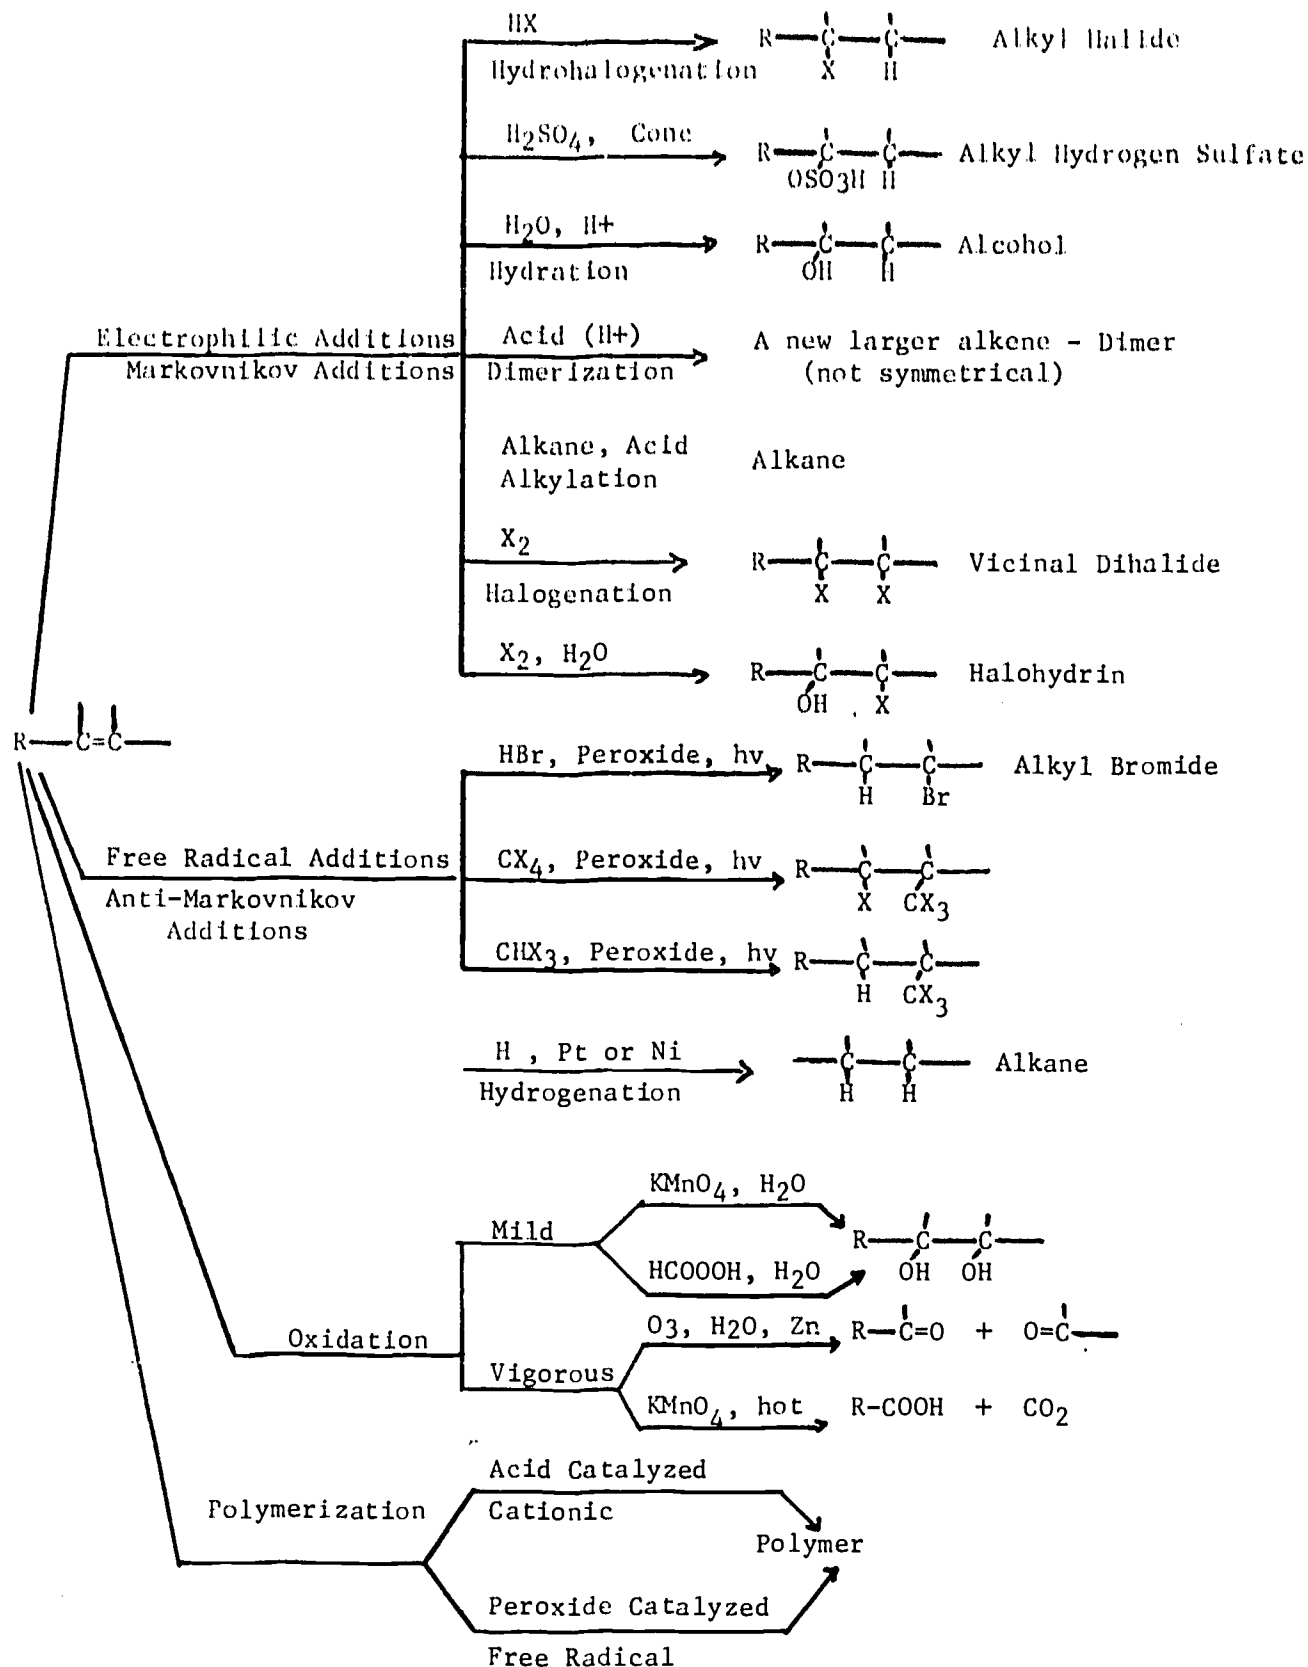 HX
R—C—C— Alkyl Halide
Hydrohalogenation X H
H2SO4, Conc
R—C—C— Alkyl Hydrogen Sulfate
OSO3H H
H2O, H+
R—C—C— Alcohol
Hydration OH H
Electrophilic Additions Acid (H+) A new larger alkene - Dimer
Markovnikov Additions Dimerization (not symmetrical)
Alkane, Acid Alkane
Alkylation
X2
R—C—C— Vicinal Dihalide
Halogenation X X
X2, H2O
R—C—C— Halohydrin
OH X
R—C=C—
HBr, Peroxide, hv R—C—C— Alkyl Bromide
H Br
Free Radical Additions CX4, Peroxide, hv R—C—C—
Anti-Markovnikov X CX3
Additions
CHX3, Peroxide, hv R—C—C—
H CX3
H , Pt or Ni —C—C— Alkane
Hydrogenation H H
KMnO4, H2O
Mild R—C—C—
HCOOOH, H2O OH OH
Oxidation O3, H2O, Zn R—C=O + O=C—
Vigorous
KMnO4, hot R-COOH + CO2
Acid Catalyzed
Polymerization Cationic
Polymer
Peroxide Catalyzed
Free Radical